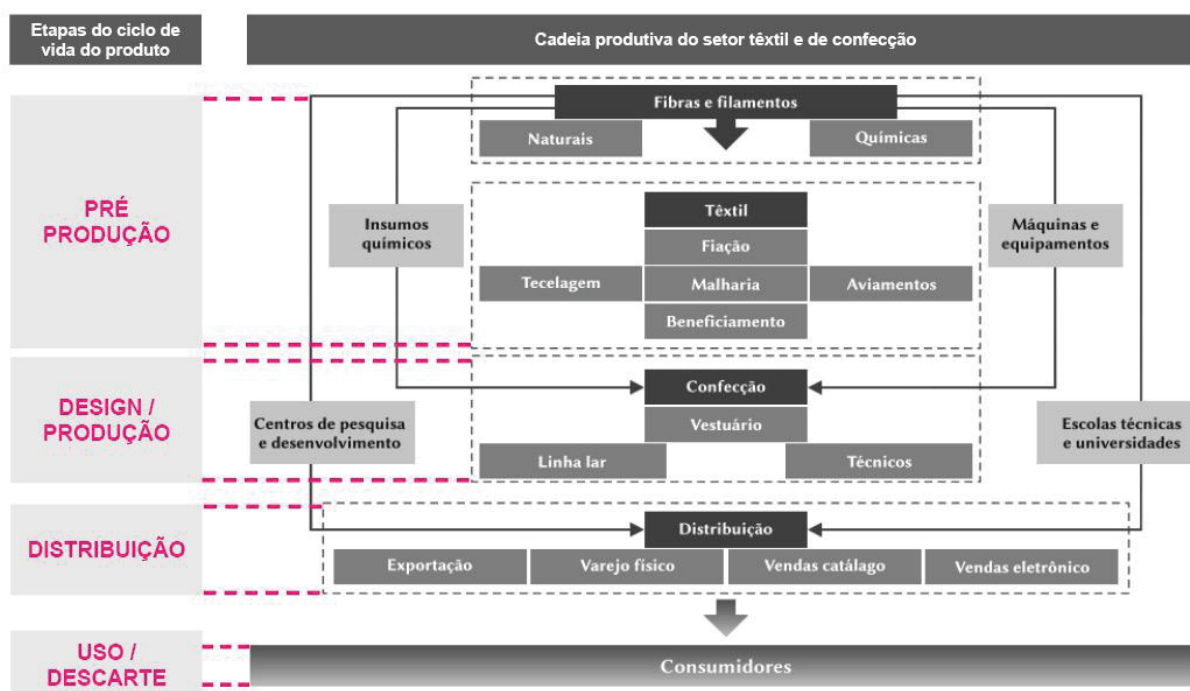 Etapas do ciclo de
vida do produto
Cadeia produtiva do setor têxtil e de confecção
PRÉ
PRODUÇÃO
Fibras e filamentos
Naturais
Químicas
Insumos
químicos
Máquinas e
equipamentos
Têxtil
Fiação
Tecelagem
Malharia
Aviamentos
Beneficiamento
DESIGN /
PRODUÇÃO
Confecção
Vestuário
Linha lar
Técnicos
Centros de pesquisa
e desenvolvimento
Escolas técnicas
e universidades
DISTRIBUIÇÃO
Distribuição
Exportação
Varejo físico
Vendas catálago
Vendas eletrônico
USO /
DESCARTE
Consumidores